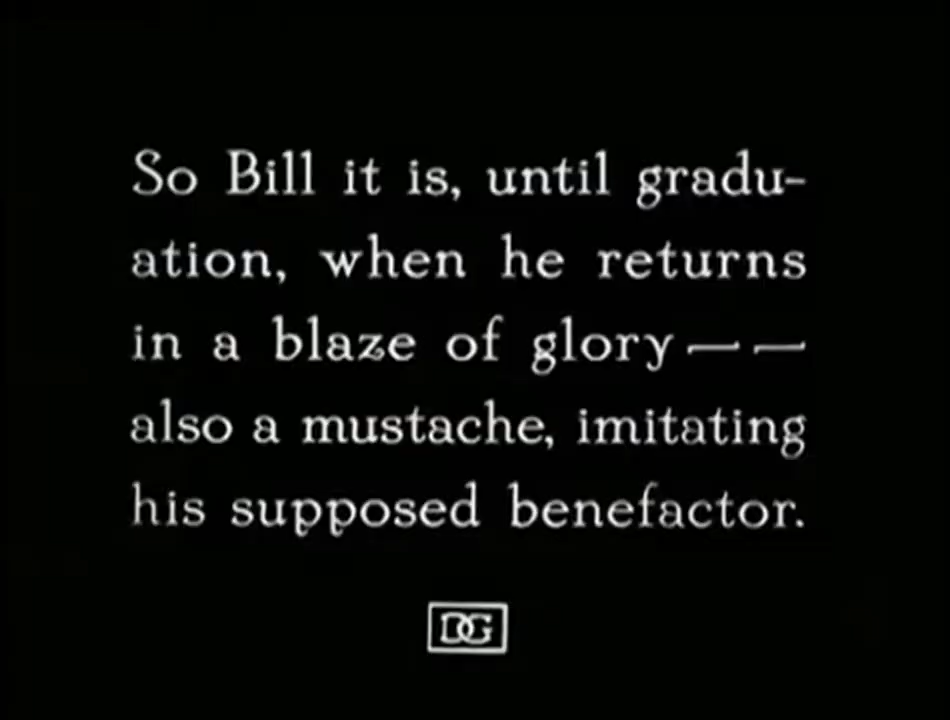 So Bill it is, until gradu-
ation, when he returns
in a blaze of glory — —
also a mustache, imitating
his supposed benefactor.
DG